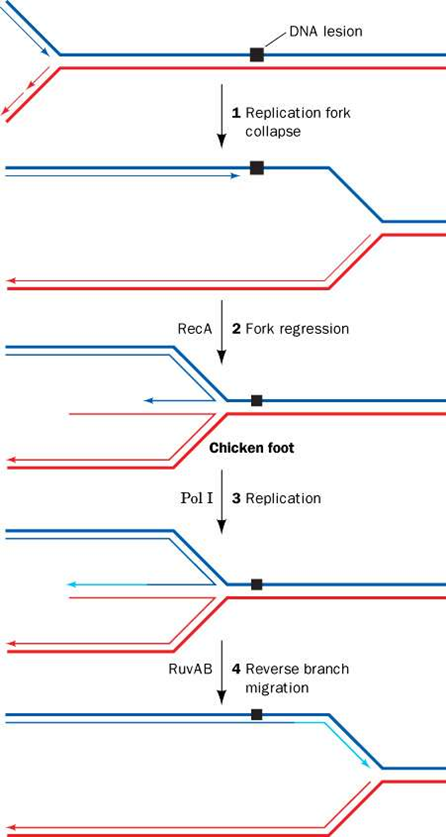 DNA lesion
1 Replication fork
collapse
RecA 2 Fork regression
Chicken foot
Pol I 3 Replication
RuvAB 4 Reverse branch
migration